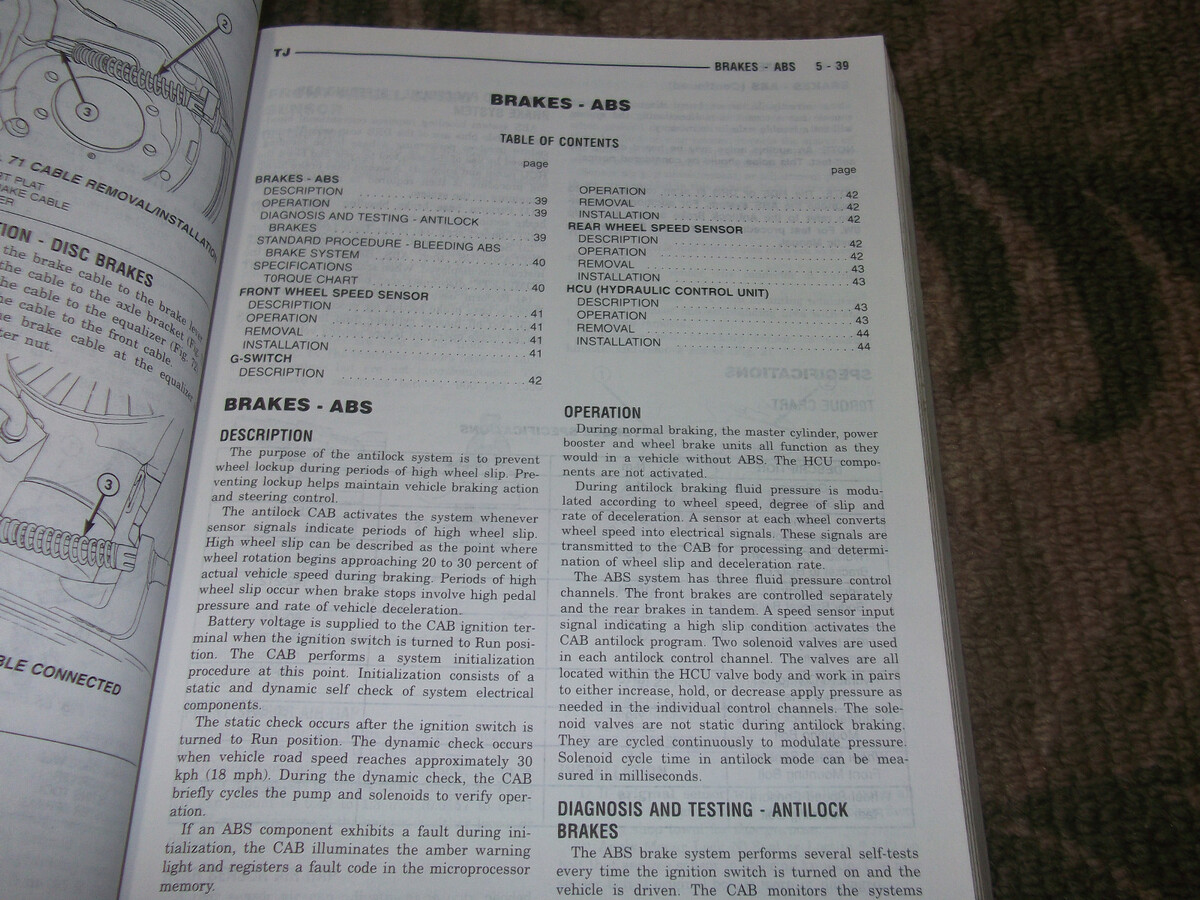 2
3
. 71 CABLE REMOVAL/INSTALLATION
RT PLAT
AKE CABLE
ER
ION - DISC BRAKES
the brake cable to the brake lever
the cable to the axle bracket (Fig.
he cable to the equalizer (Fig. 72)
he cable to the front cable.
e brake cable at the equalizer
ter nut.
3
BLE CONNECTED
TJ
BRAKES - ABS 5 - 39
BRAKES - ABS
TABLE OF CONTENTS
page
BRAKES - ABS
DESCRIPTION . . . . . . . . . . . . . . . . . . . . . . . . . . 39
OPERATION . . . . . . . . . . . . . . . . . . . . . . . . . . 39
DIAGNOSIS AND TESTING - ANTILOCK
BRAKES . . . . . . . . . . . . . . . . . . . . . . . . . . 39
STANDARD PROCEDURE - BLEEDING ABS
BRAKE SYSTEM . . . . . . . . . . . . . . . . . . . . . . 40
SPECIFICATIONS
TORQUE CHART . . . . . . . . . . . . . . . . . . . . . . 40
FRONT WHEEL SPEED SENSOR
DESCRIPTION . . . . . . . . . . . . . . . . . . . . . . . . . . 41
OPERATION . . . . . . . . . . . . . . . . . . . . . . . . . . 41
REMOVAL . . . . . . . . . . . . . . . . . . . . . . . . . . 41
INSTALLATION . . . . . . . . . . . . . . . . . . . . . . . . . . 41
G-SWITCH
DESCRIPTION . . . . . . . . . . . . . . . . . . . . . . . . . . 42
page
OPERATION . . . . . . . . . . . . . . . . . . . . . . . . . . 42
REMOVAL . . . . . . . . . . . . . . . . . . . . . . . . . . 42
INSTALLATION . . . . . . . . . . . . . . . . . . . . . . . . . . 42
REAR WHEEL SPEED SENSOR
DESCRIPTION . . . . . . . . . . . . . . . . . . . . . . . . . . 42
OPERATION . . . . . . . . . . . . . . . . . . . . . . . . . . 42
REMOVAL . . . . . . . . . . . . . . . . . . . . . . . . . . 43
INSTALLATION . . . . . . . . . . . . . . . . . . . . . . . . . . 43
HCU (HYDRAULIC CONTROL UNIT)
DESCRIPTION . . . . . . . . . . . . . . . . . . . . . . . . . . 43
OPERATION . . . . . . . . . . . . . . . . . . . . . . . . . . 43
REMOVAL . . . . . . . . . . . . . . . . . . . . . . . . . . 44
INSTALLATION . . . . . . . . . . . . . . . . . . . . . . . . . . 44
BRAKES - ABS
DESCRIPTION
The purpose of the antilock system is to prevent
wheel lockup during periods of high wheel slip. Pre-
venting lockup helps maintain vehicle braking action
and steering control.
The antilock CAB activates the system whenever
sensor signals indicate periods of high wheel slip.
High wheel slip can be described as the point where
wheel rotation begins approaching 20 to 30 percent of
actual vehicle speed during braking. Periods of high
wheel slip occur when brake stops involve high pedal
pressure and rate of vehicle deceleration.
Battery voltage is supplied to the CAB ignition ter-
minal when the ignition switch is turned to Run posi-
tion. The CAB performs a system initialization
procedure at this point. Initialization consists of a
static and dynamic self check of system electrical
components.
The static check occurs after the ignition switch is
turned to Run position. The dynamic check occurs
when vehicle road speed reaches approximately 30
kph (18 mph). During the dynamic check, the CAB
briefly cycles the pump and solenoids to verify oper-
ation.
If an ABS component exhibits a fault during ini-
tialization, the CAB illuminates the amber warning
light and registers a fault code in the microprocessor
memory.
OPERATION
During normal braking, the master cylinder, power
booster and wheel brake units all function as they
would in a vehicle without ABS. The HCU compo-
nents are not activated.
During antilock braking fluid pressure is modu-
lated according to wheel speed, degree of slip and
rate of deceleration. A sensor at each wheel converts
wheel speed into electrical signals. These signals are
transmitted to the CAB for processing and determi-
nation of wheel slip and deceleration rate.
The ABS system has three fluid pressure control
channels. The front brakes are controlled separately
and the rear brakes in tandem. A speed sensor input
signal indicating a high slip condition activates the
CAB antilock program. Two solenoid valves are used
in each antilock control channel. The valves are all
located within the HCU valve body and work in pairs
to either increase, hold, or decrease apply pressure as
needed in the individual control channels. The sole-
noid valves are not static during antilock braking.
They are cycled continuously to modulate pressure.
Solenoid cycle time in antilock mode can be mea-
sured in milliseconds.
DIAGNOSIS AND TESTING - ANTILOCK
BRAKES
The ABS brake system performs several self-tests
every time the ignition switch is turned on and the
vehicle is driven. The CAB monitors the systems